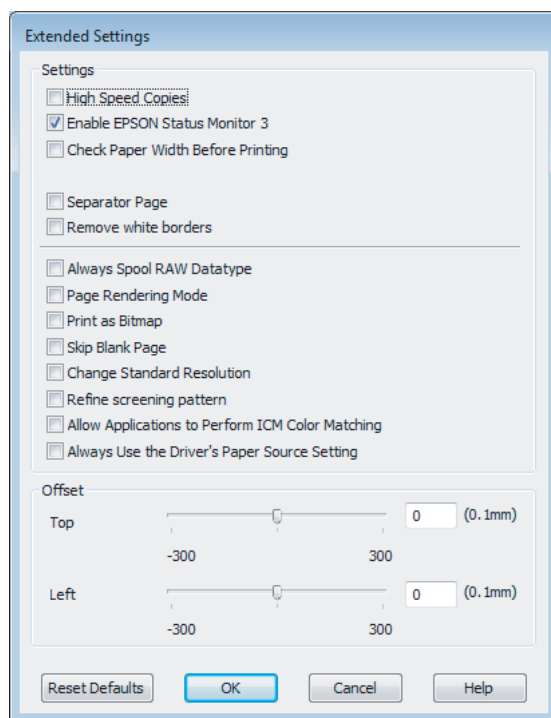 Extended Settings
Settings
High Speed Copies
Enable EPSON Status Monitor 3
Check Paper Width Before Printing
Separator Page
Remove white borders
Always Spool RAW Datatype
Page Rendering Mode
Print as Bitmap
Skip Blank Page
Change Standard Resolution
Refine screening pattern
Allow Applications to Perform ICM Color Matching
Always Use the Driver's Paper Source Setting
Offset
Top 0 (0.1mm)
-300 300
Left 0 (0.1mm)
-300 300
Reset Defaults OK Cancel Help